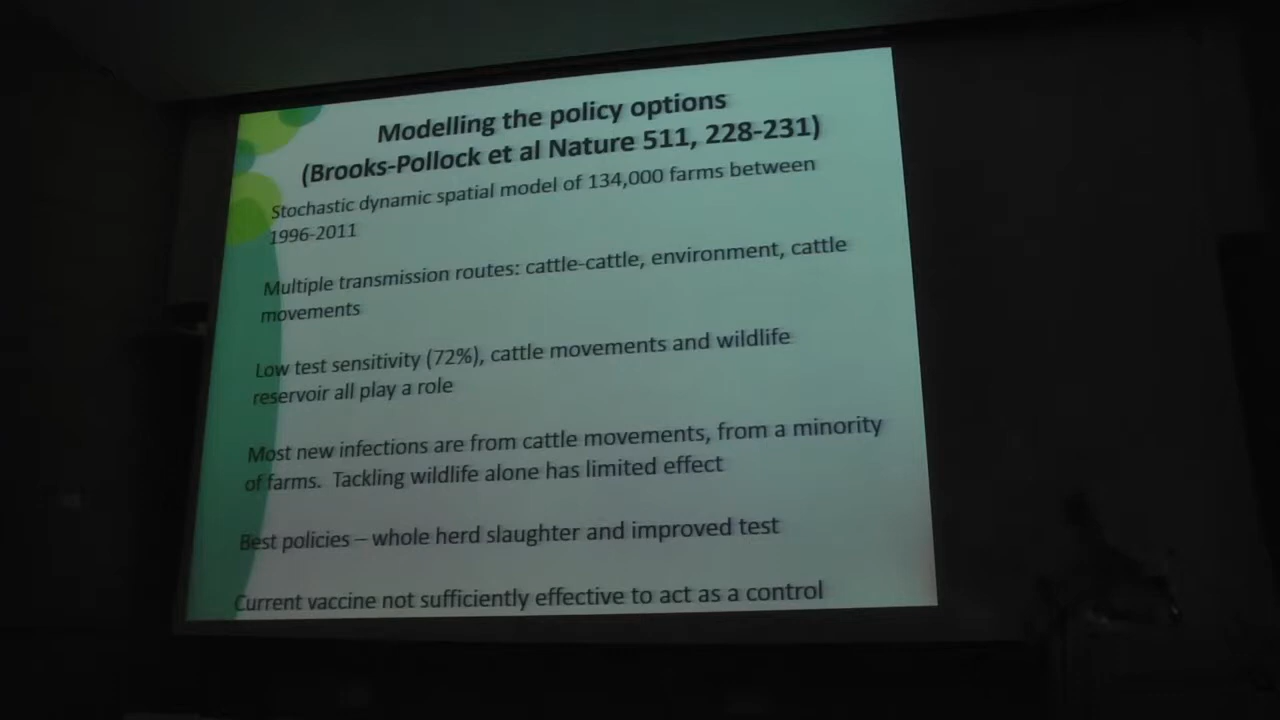 Modelling the policy options
(Brooks-Pollock et al Nature 511, 228-231)
Stochastic dynamic spatial model of 134,000 farms between
1996-2011
Multiple transmission routes: cattle-cattle, environment, cattle
movements
Low test sensitivity (72%), cattle movements and wildlife
reservoir all play a role
Most new infections are from cattle movements, from a minority
of farms.  Tackling wildlife alone has limited effect
Best policies – whole herd slaughter and improved test
Current vaccine not sufficiently effective to act as a control